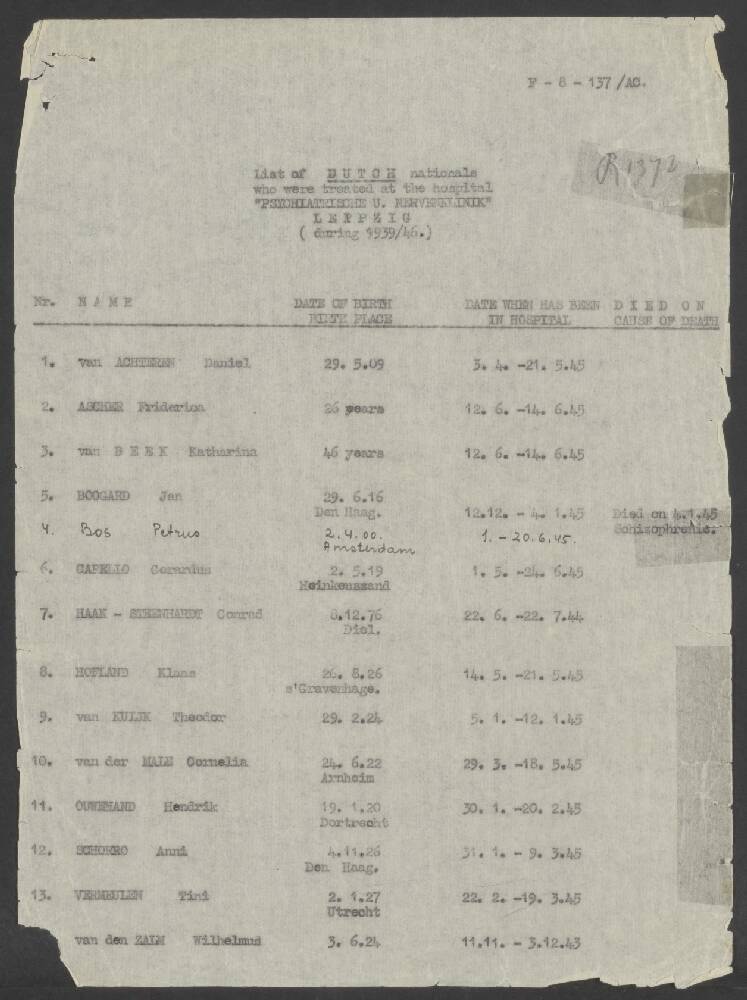 F - 8 - 137 /AC.
R 1372
List of DUTCH nationals
who were treated at the hospital
"PSYCHIATRISCHE U. NERVENKLINIK"
LEIPZIG
( during 1939/46.)
Nr. NAME DATE OF BIRTH DATE WHEN HAS BEEN DIED ON
BIRTH PLACE IN HOSPITAL CAUSE OF DEATH
1. van ACHTEREN Daniel 29. 5.09 3. 4. -21. 5.45
2. ASCHER Friderica 26 years 12. 6. -14. 6.45
3. van BEEK Katharina 46 years 12. 6. -14. 6.45
5. BOOGARD Jan 29. 6.16
Den Haag. 12.12. - 4. 1.45 Died on 4.1.45
Schizophrenie.
4. Bos Petrus 2.4.00. 1. - 20.6.45.
Amsterdam
6. CAPELLO Gerardus 2. 5.19 1. 5. -24. 6.45
Heinkenszand
7. HAAK - STEENHARDT Conrad 8.12.76 22. 6. -22. 7.44
Diel.
8. HOFLAND Klaas 26. 8.26 14. 5. -21. 5.45
s'Gravenhage.
9. van KULIK Theodor 29. 2.24 5. 1. -12. 1.45
10. van der MALE Cornelia 24. 6.22 29. 3. -18. 5.45
Arnheim
11. OUWEHAND Hendrik 19. 1.20 30. 1. -20. 2.45
Dortrecht
12. SCHOKRO Anni 4.11.26 31. 1. - 9. 3.45
Den Haag.
13. VERMEULEN Tini 2. 1.27 22. 2. -19. 3.45
Utrecht
van den ZALM Wilhelmus 3. 6.24 11.11. - 3.12.43